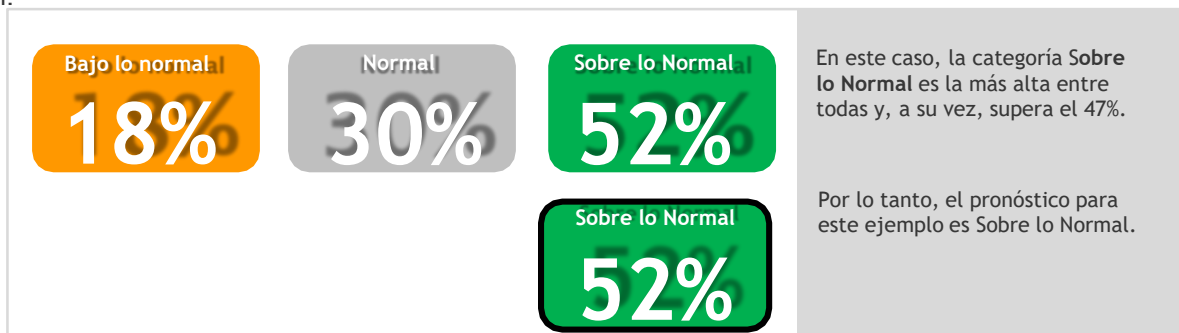 Bajo lo normal
Normal
Sobre lo Normal
18%
30%
52%
En este caso, la categoría Sobre
lo Normal es la más alta entre
todas y, a su vez, supera el 47%.
Por lo tanto, el pronóstico para
este ejemplo es Sobre lo Normal.
Sobre lo Normal
52%